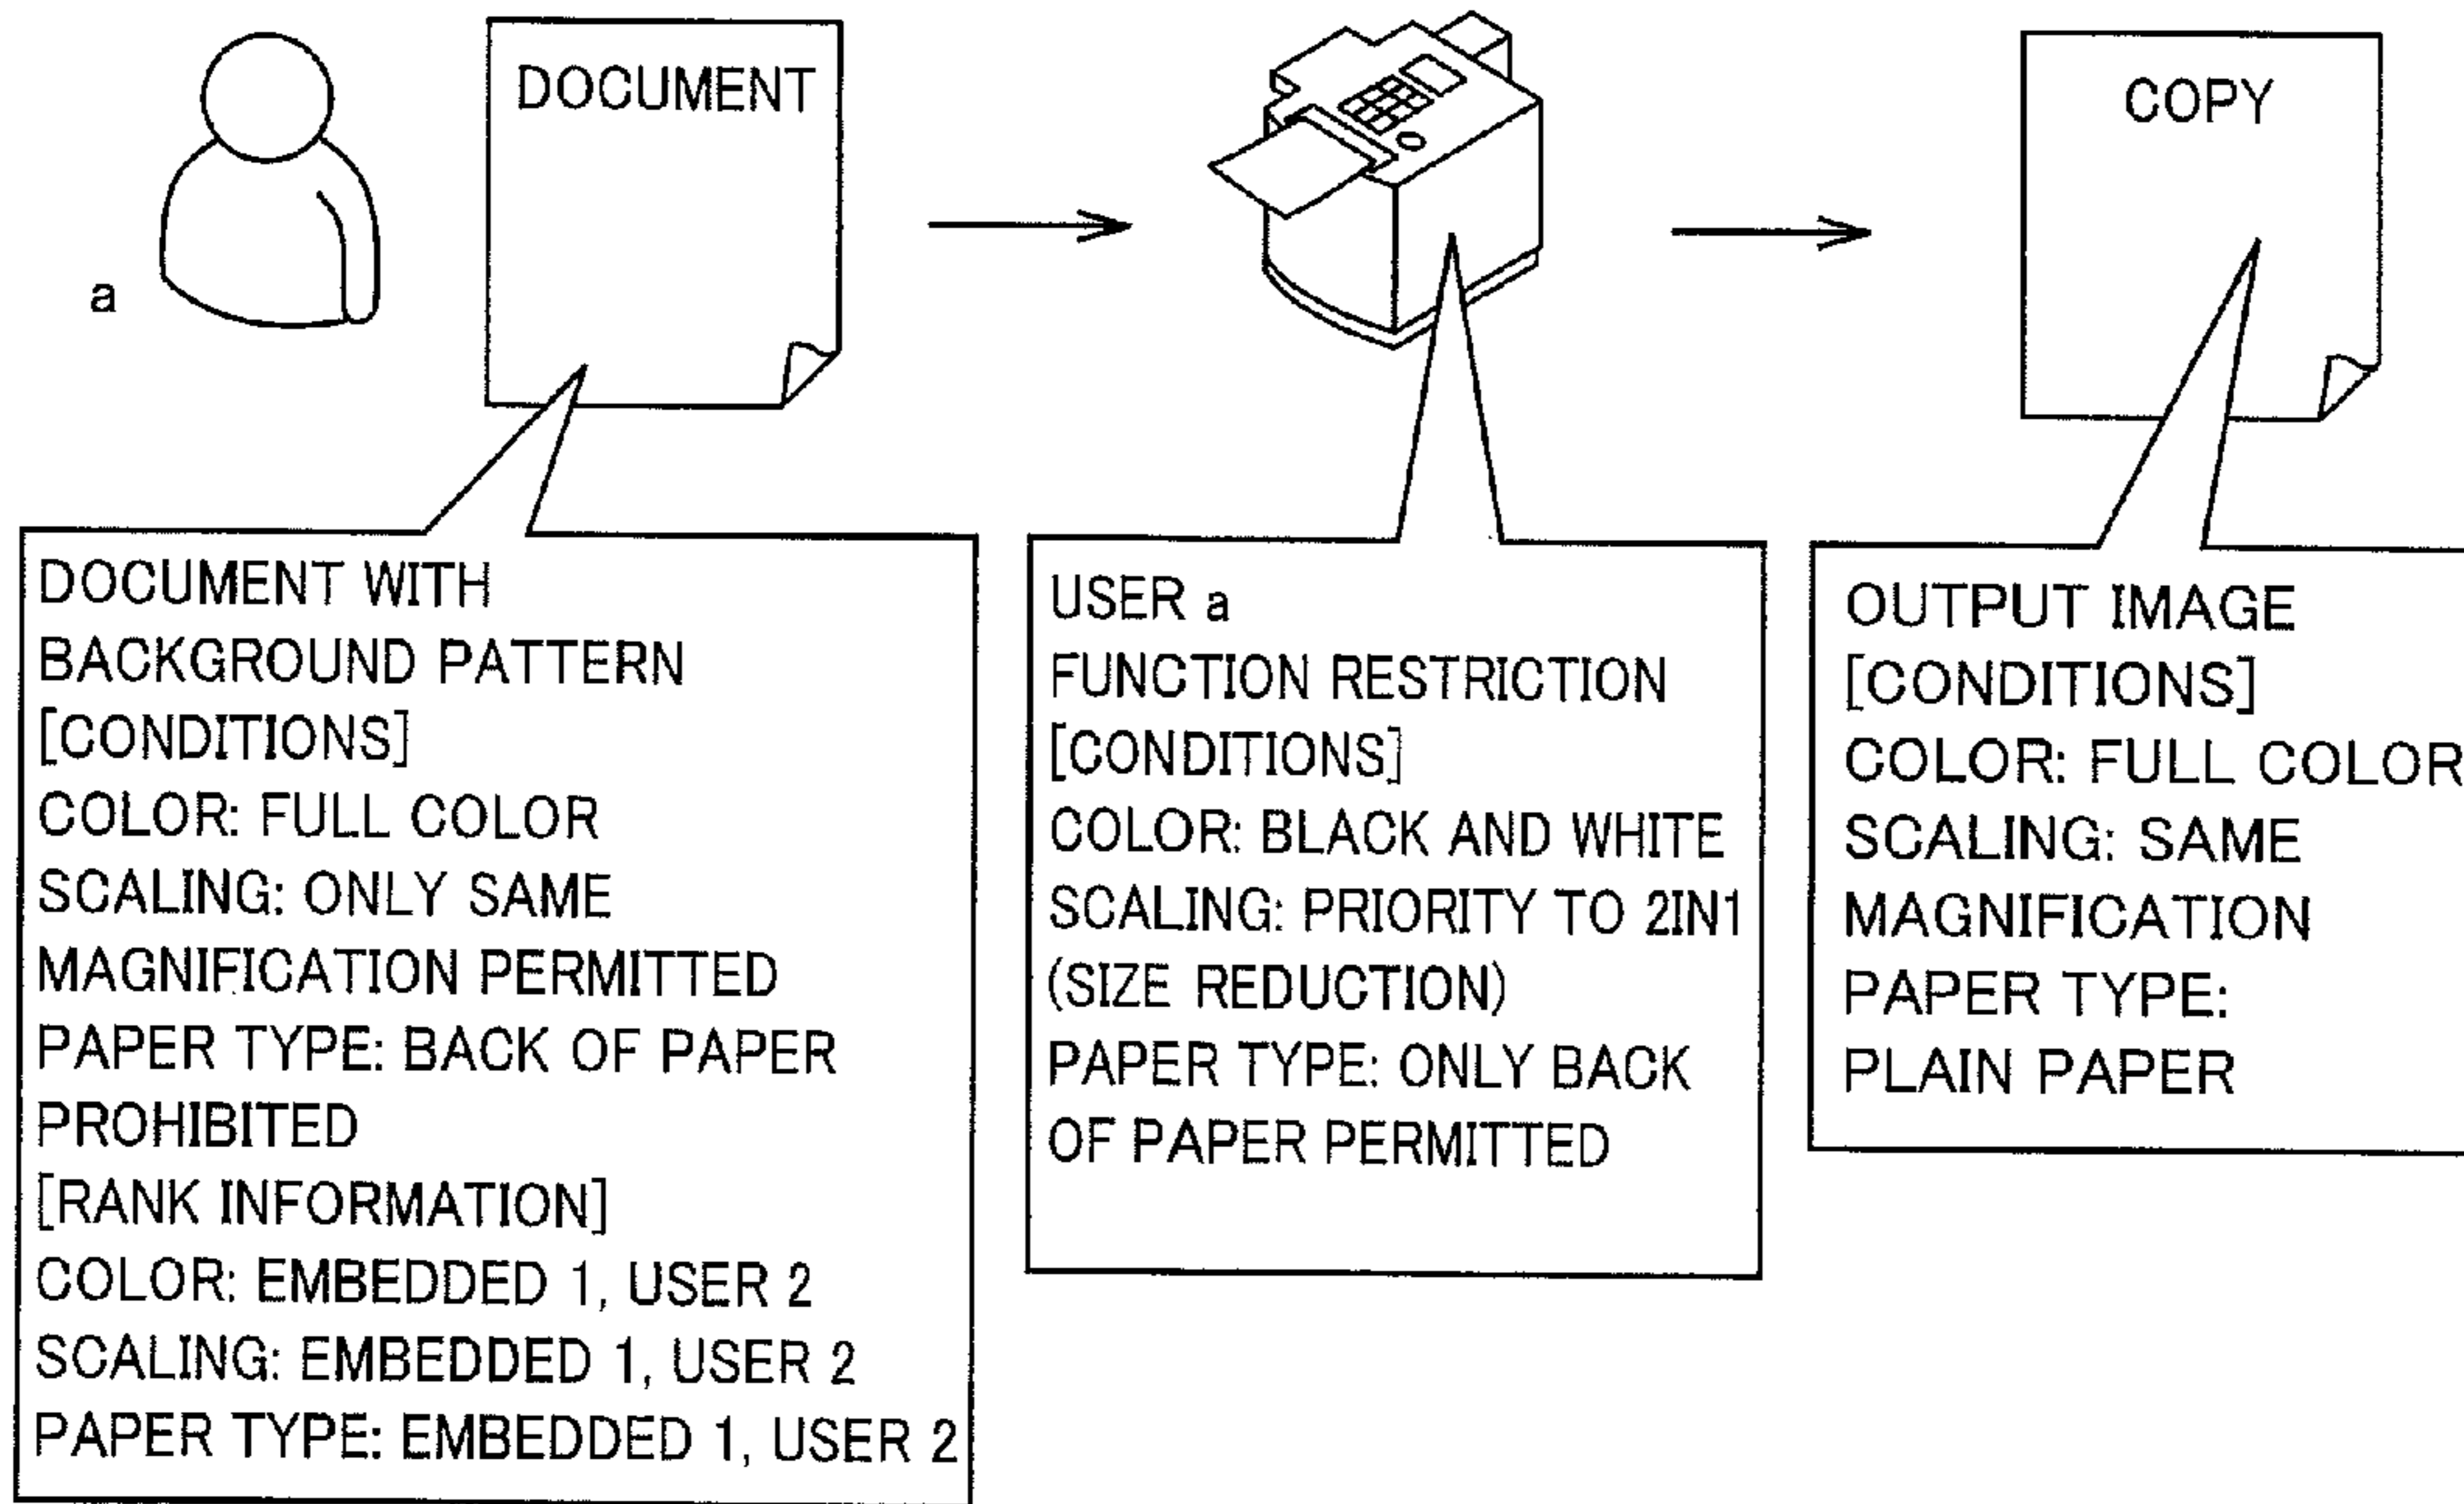 DOCUMENT
COPY
a
DOCUMENT WITH
BACKGROUND PATTERN
[CONDITIONS]
COLOR: FULL COLOR
SCALING: ONLY SAME
MAGNIFICATION PERMITTED
PAPER TYPE: BACK OF PAPER
PROHIBITED
[RANK INFORMATION]
COLOR: EMBEDDED 1, USER 2
SCALING: EMBEDDED 1, USER 2
PAPER TYPE: EMBEDDED 1, USER 2
USER a
FUNCTION RESTRICTION
[CONDITIONS]
COLOR: BLACK AND WHITE
SCALING: PRIORITY TO 2IN1
(SIZE REDUCTION)
PAPER TYPE: ONLY BACK
OF PAPER PERMITTED
OUTPUT IMAGE
[CONDITIONS]
COLOR: FULL COLOR
SCALING: SAME
MAGNIFICATION
PAPER TYPE:
PLAIN PAPER